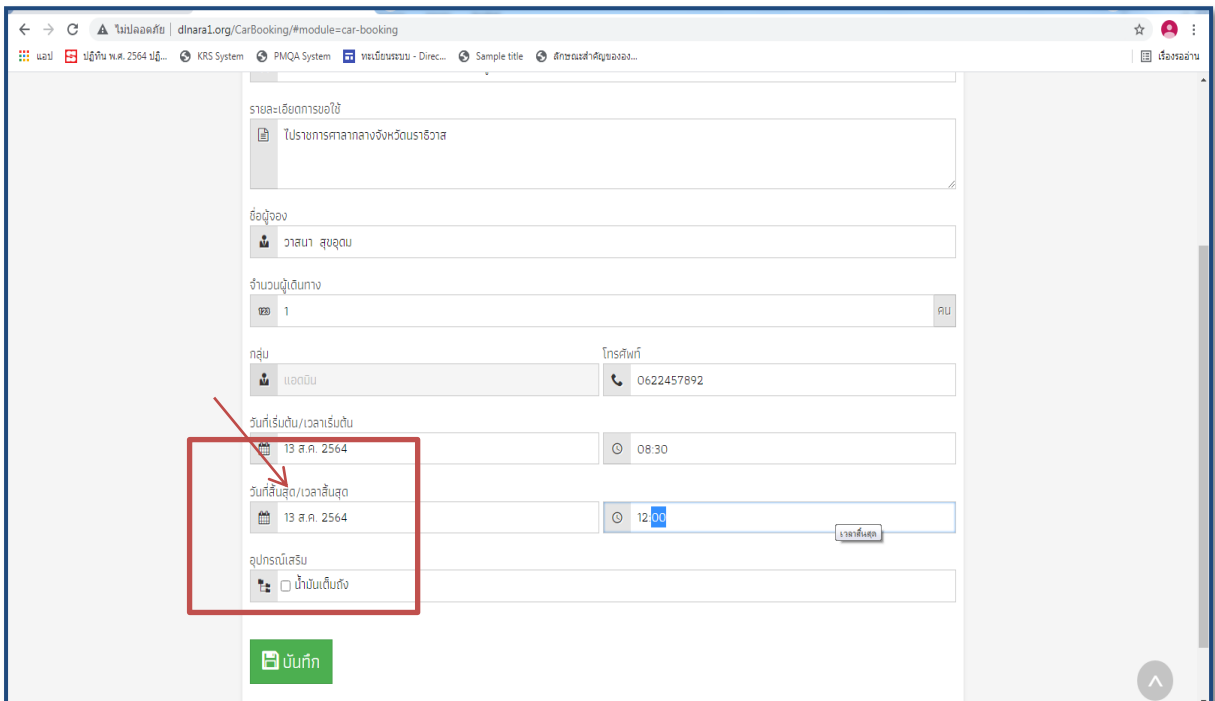 ไม่ปลอดภัย | dlnara1.org/CarBooking/#module=car-booking
แอป ปฏิทิน พ.ศ. 2564 ปฏิ... KRS System PMQA System ทะเบียนระบบ - Direc... Sample title ลักษณะสำคัญขององ... เรื่องรออ่าน
รายละเอียดการขอใช้
ไปราชการศาลากลางจังหวัดนราธิวาส
ชื่อผู้จอง
วาสนา สุขอุดม
จำนวนผู้เดินทาง
1 คน
กลุ่ม โทรศัพท์
แอดมิน 0622457892
วันที่เริ่มต้น/เวลาเริ่มต้น
13 ส.ค. 2564 08:30
วันที่สิ้นสุด/เวลาสิ้นสุด
13 ส.ค. 2564 12:00
เวลาสิ้นสุด
อุปกรณ์เสริม
น้ำมันเต็มถัง
บันทึก